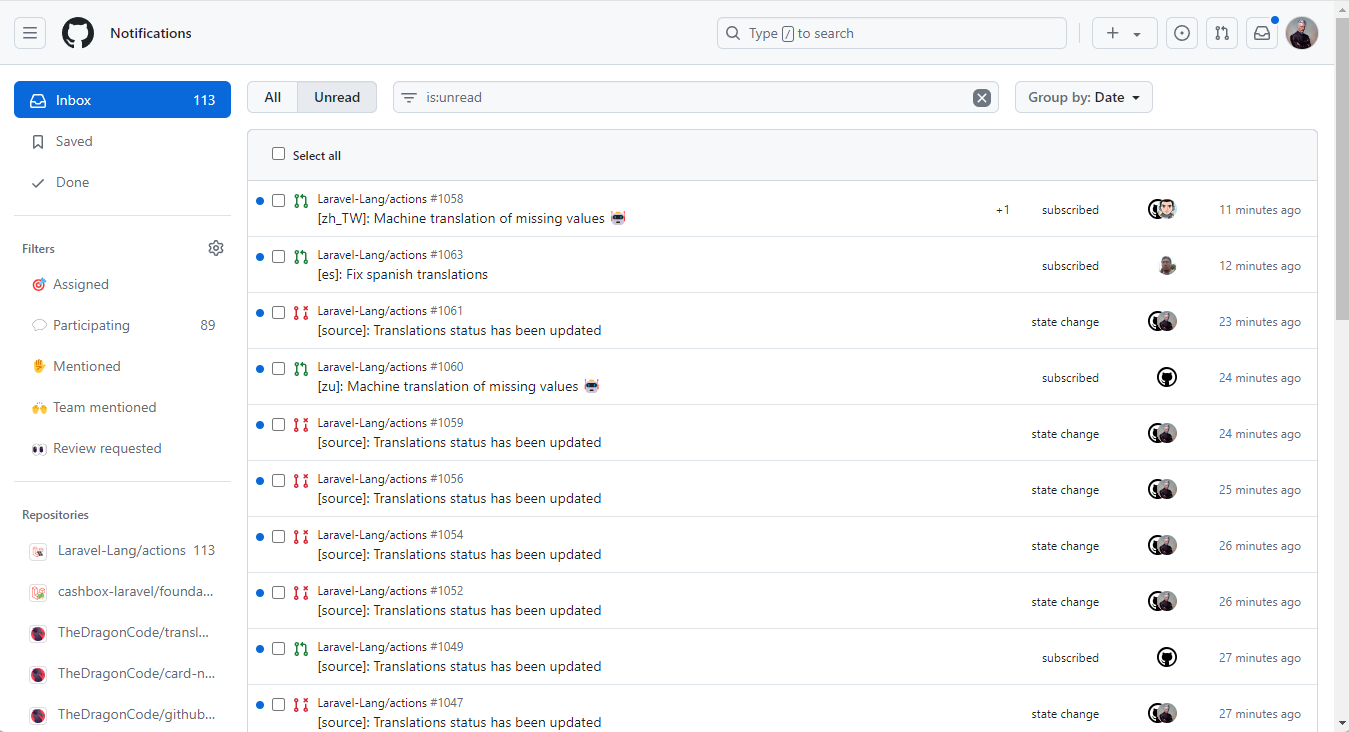 Notifications
Type / to search
Inbox 113
Saved
Done
Filters
Assigned
Participating 89
Mentioned
Team mentioned
Review requested
Repositories
Laravel-Lang/actions 113
cashbox-laravel/founda...
TheDragonCode/transl...
TheDragonCode/card-n...
TheDragonCode/github...
All Unread is:unread Group by: Date
Select all
Laravel-Lang/actions #1058
[zh_TW]: Machine translation of missing values 🤖 +1 subscribed 11 minutes ago
Laravel-Lang/actions #1063
[es]: Fix spanish translations subscribed 12 minutes ago
Laravel-Lang/actions #1061
[source]: Translations status has been updated state change 23 minutes ago
Laravel-Lang/actions #1060
[zu]: Machine translation of missing values 🤖 subscribed 24 minutes ago
Laravel-Lang/actions #1059
[source]: Translations status has been updated state change 24 minutes ago
Laravel-Lang/actions #1056
[source]: Translations status has been updated state change 25 minutes ago
Laravel-Lang/actions #1054
[source]: Translations status has been updated state change 26 minutes ago
Laravel-Lang/actions #1052
[source]: Translations status has been updated state change 26 minutes ago
Laravel-Lang/actions #1049
[source]: Translations status has been updated subscribed 27 minutes ago
Laravel-Lang/actions #1047
[source]: Translations status has been updated state change 27 minutes ago